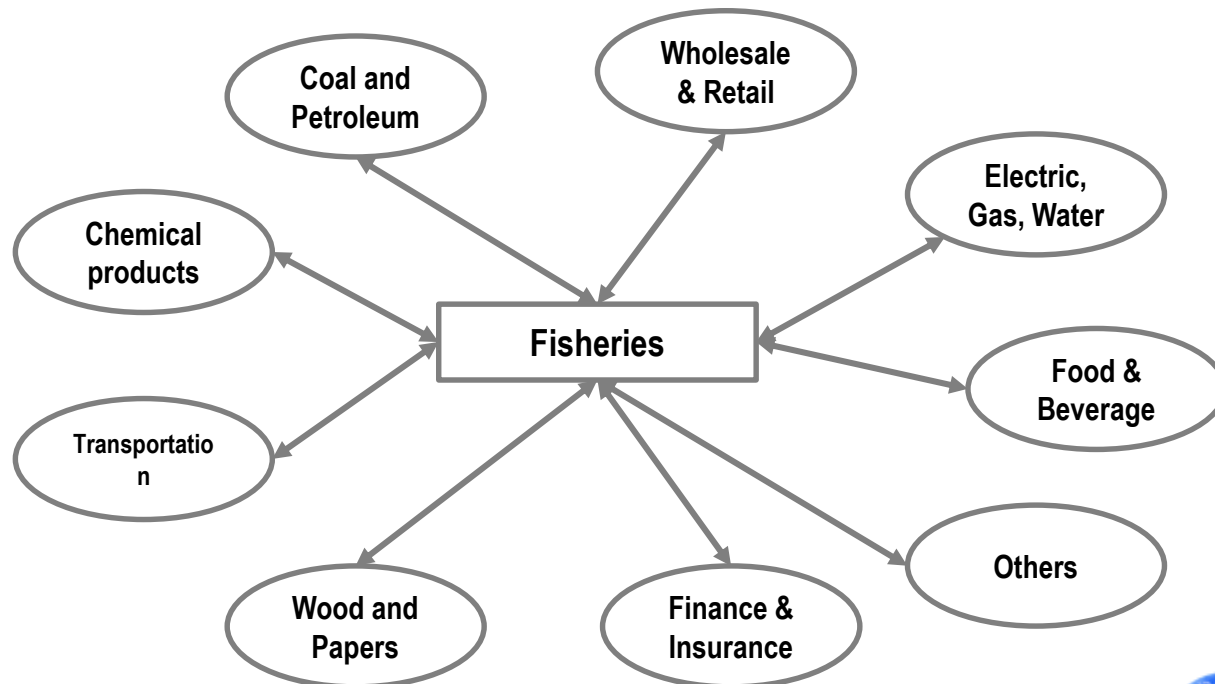 Wholesale
& Retail
Coal and
Petroleum
Electric,
Gas, Water
Chemical
products
Fisheries
Food &
Beverage
Transportatio
n
Others
Wood and
Papers
Finance &
Insurance